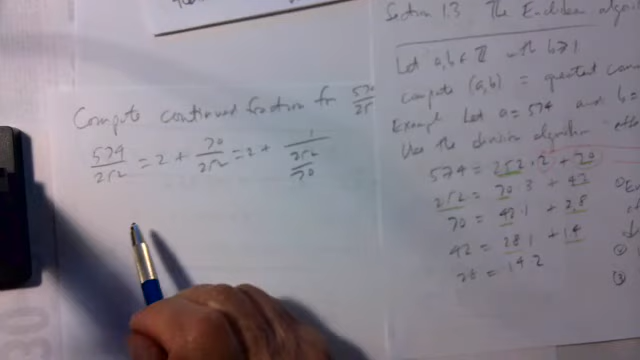 Compute continued fraction for 574/252
574/252 = 2 + 70/252 = 2 + 1/(252/70)
Section 1.3 The Euclidean algori
Let a, b ∈ ℤ with b ≥ 1
compute (a,b) = greatest com
Example Let a = 574 and b =
Use the division algorithm
574 = 252 · 2 + 70
252 = 70 · 3 + 42
70 = 42 · 1 + 28
42 = 28 · 1 + 14
28 = 14 · 2